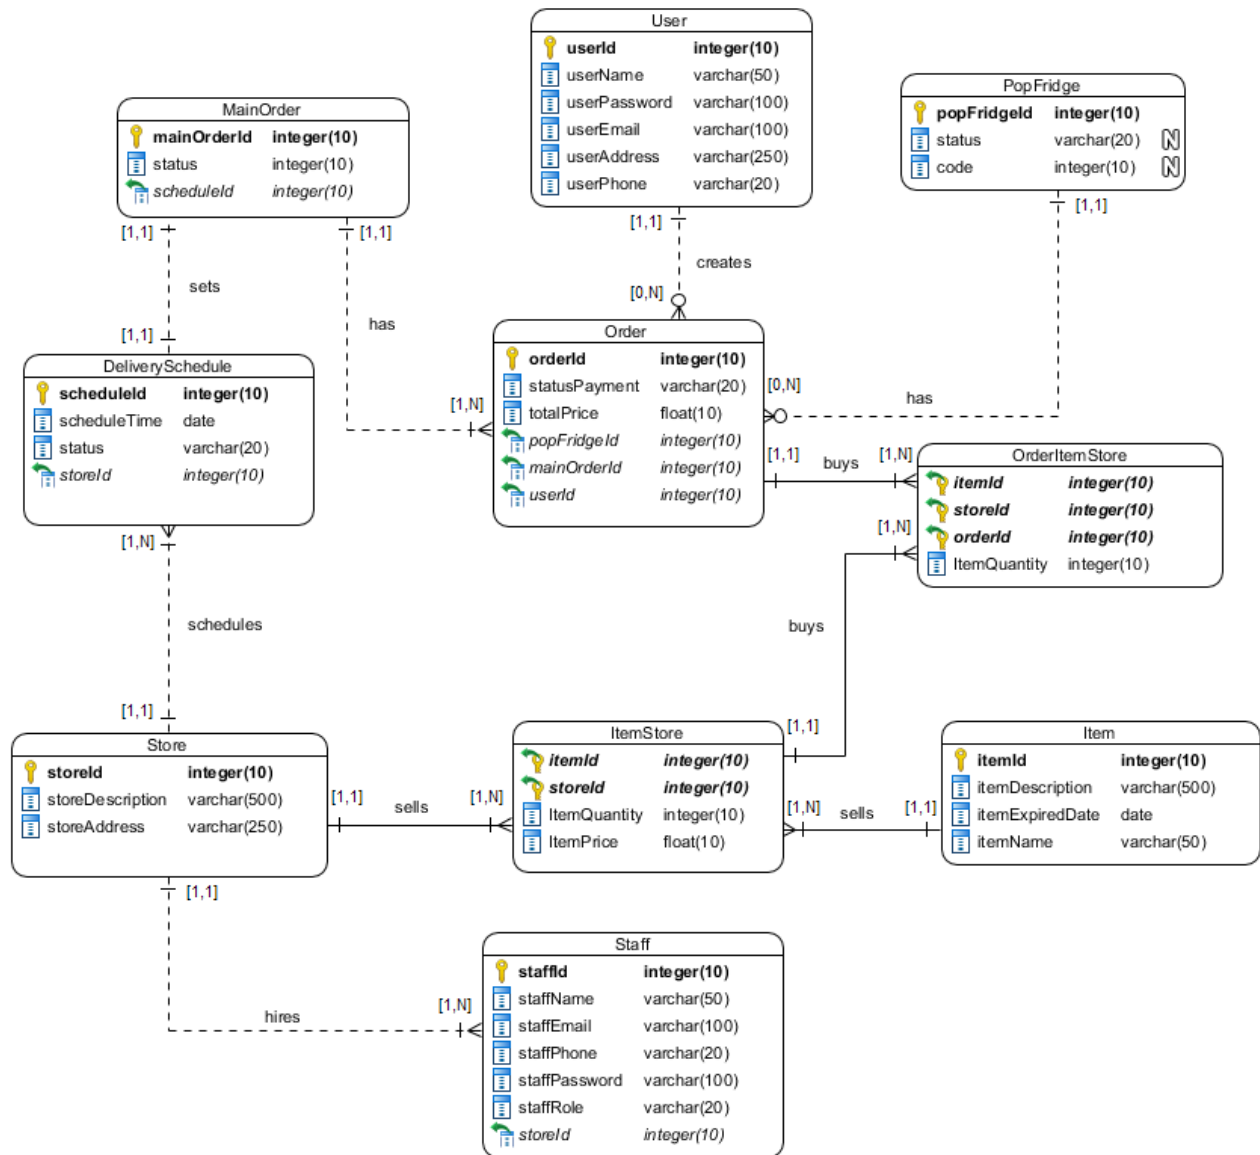 User
userId integer(10)
userName varchar(50)
userPassword varchar(100)
userEmail varchar(100)
userAddress varchar(250)
userPhone varchar(20)
PopFridge
popFridgeId integer(10)
status varchar(20) N
code integer(10) N
MainOrder
mainOrderId integer(10)
status integer(10)
scheduleId integer(10)
[1,1]
[1,1]
[1,1]
[1,1]
sets
has
creates
[1,1]
[0,N]
[1,N]
[0,N]
has
DeliverySchedule
scheduleId integer(10)
scheduleTime date
status varchar(20)
storeId integer(10)
Order
orderId integer(10)
statusPayment varchar(20)
totalPrice float(10)
popFridgeId integer(10)
mainOrderId integer(10)
userId integer(10)
[1,1]
buys
[1,N]
OrderItemStore
itemId integer(10)
storeId integer(10)
orderId integer(10)
ItemQuantity integer(10)
[1,N]
[1,N]
schedules
buys
[1,1]
[1,1]
Store
storeId integer(10)
storeDescription varchar(500)
storeAddress varchar(250)
[1,1]
sells
[1,N]
ItemStore
itemId integer(10)
storeId integer(10)
ItemQuantity integer(10)
ItemPrice float(10)
[1,N]
sells
[1,1]
Item
itemId integer(10)
itemDescription varchar(500)
itemExpiredDate date
itemName varchar(50)
[1,1]
hires
[1,N]
Staff
staffId integer(10)
staffName varchar(50)
staffEmail varchar(100)
staffPhone varchar(20)
staffPassword varchar(100)
staffRole varchar(20)
storeId integer(10)